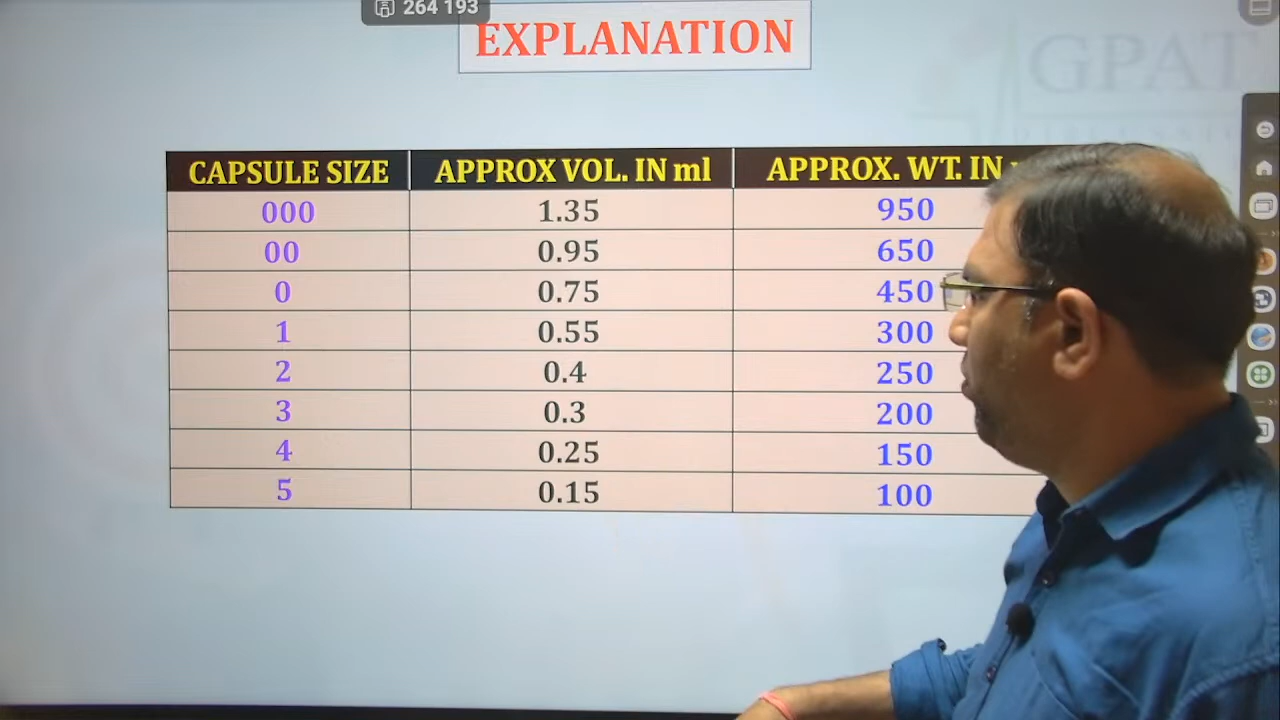 264 193
EXPLANATION
GPAT
CAPSULE SIZE APPROX VOL. IN ml APPROX. WT. IN
000 1.35 950
00 0.95 650
0 0.75 450
1 0.55 300
2 0.4 250
3 0.3 200
4 0.25 150
5 0.15 100